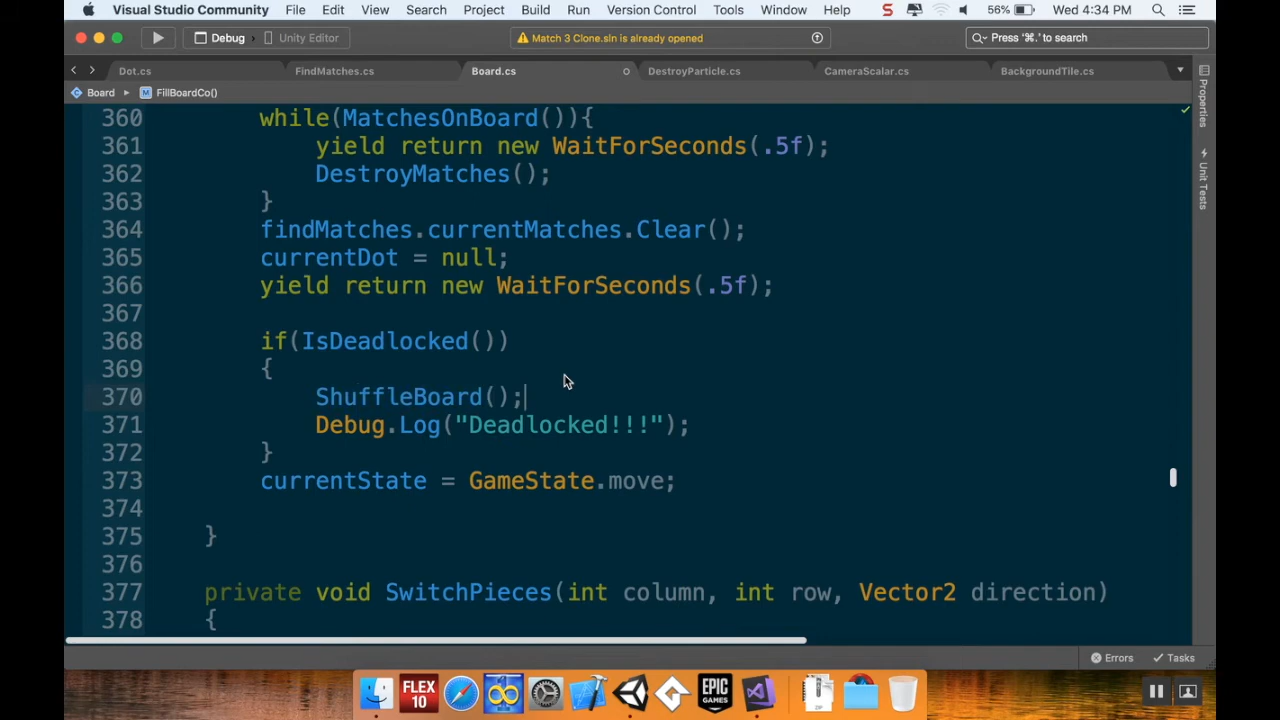 Visual Studio Community File Edit View Search Project Build Run Version Control Tools Window Help S 56% Wed 4:34 PM
Debug Unity Editor Match 3 Clone.sln is already opened Press '⌘.' to search
Dot.cs FindMatches.cs Board.cs DestroyParticle.cs CameraScalar.cs BackgroundTile.cs
C Board M FillBoardCo()
360 while(MatchesOnBoard()){
361 yield return new WaitForSeconds(.5f);
362 DestroyMatches();
363 }
364 findMatches.currentMatches.Clear();
365 currentDot = null;
366 yield return new WaitForSeconds(.5f);
367
368 if(IsDeadlocked())
369 {
370 ShuffleBoard();
371 Debug.Log("Deadlocked!!!");
372 }
373 currentState = GameState.move;
374
375 }
376
377 private void SwitchPieces(int column, int row, Vector2 direction)
378 {
Properties
Unit Tests
Errors Tasks
FLEX
10
EPIC
GAMES
ZIP